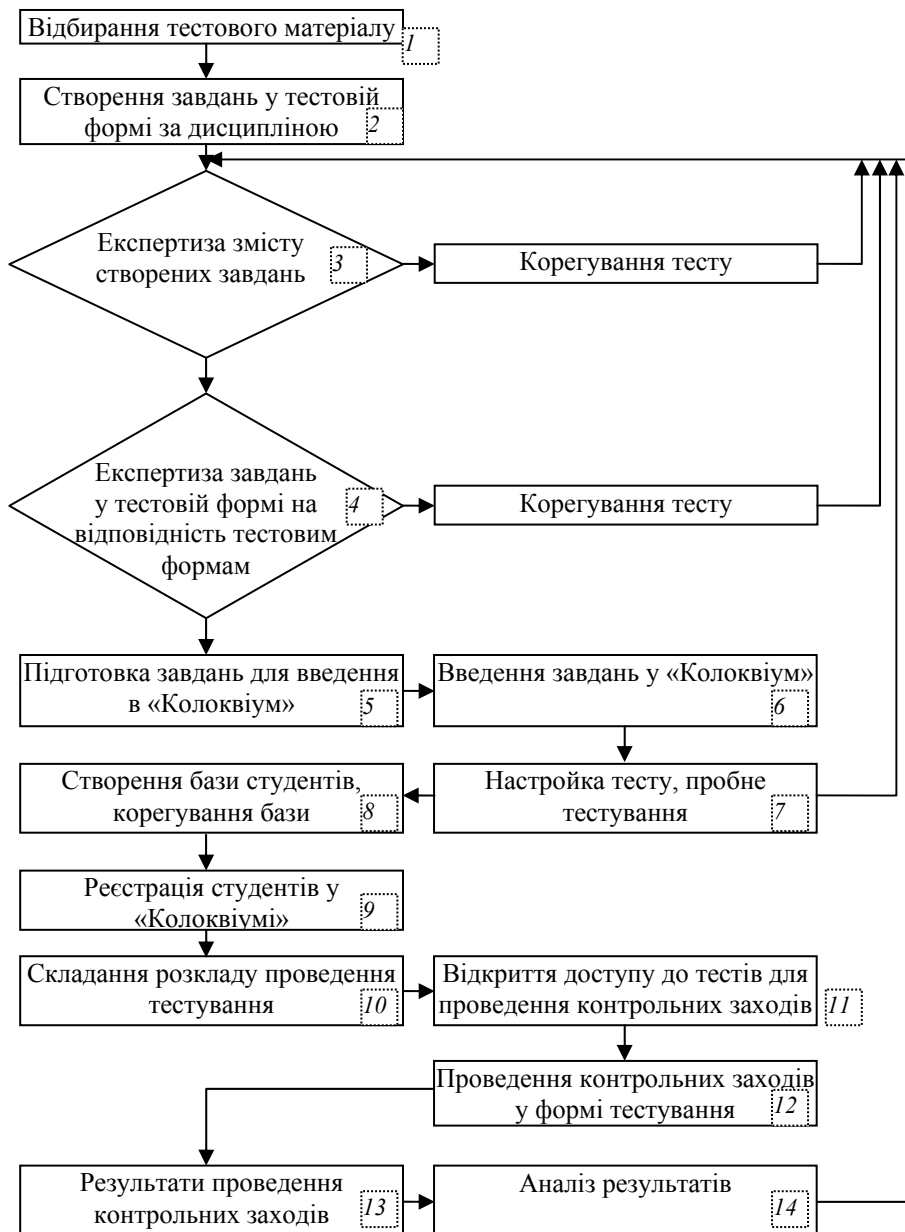 Відбирання тестового матеріалу
1
Створення завдань у тестовій
формі за дисципліною
2
Експертиза змісту
створених завдань
3
Корегування тесту
Експертиза завдань
у тестовій формі на
відповідність тестовим
формам
4
Корегування тесту
Підготовка завдань для введення
в «Колоквіум»
5
Введення завдань у «Колоквіум»
6
Створення бази студентів,
корегування бази
8
Настройка тесту, пробне
тестування
7
Реєстрація студентів у
«Колоквіумі»
9
Складання розкладу проведення
тестування
10
Відкриття доступу до тестів для
проведення контрольних заходів
11
Проведення контрольних заходів
у формі тестування
12
Результати проведення
контрольних заходів
13
Аналіз результатів
14